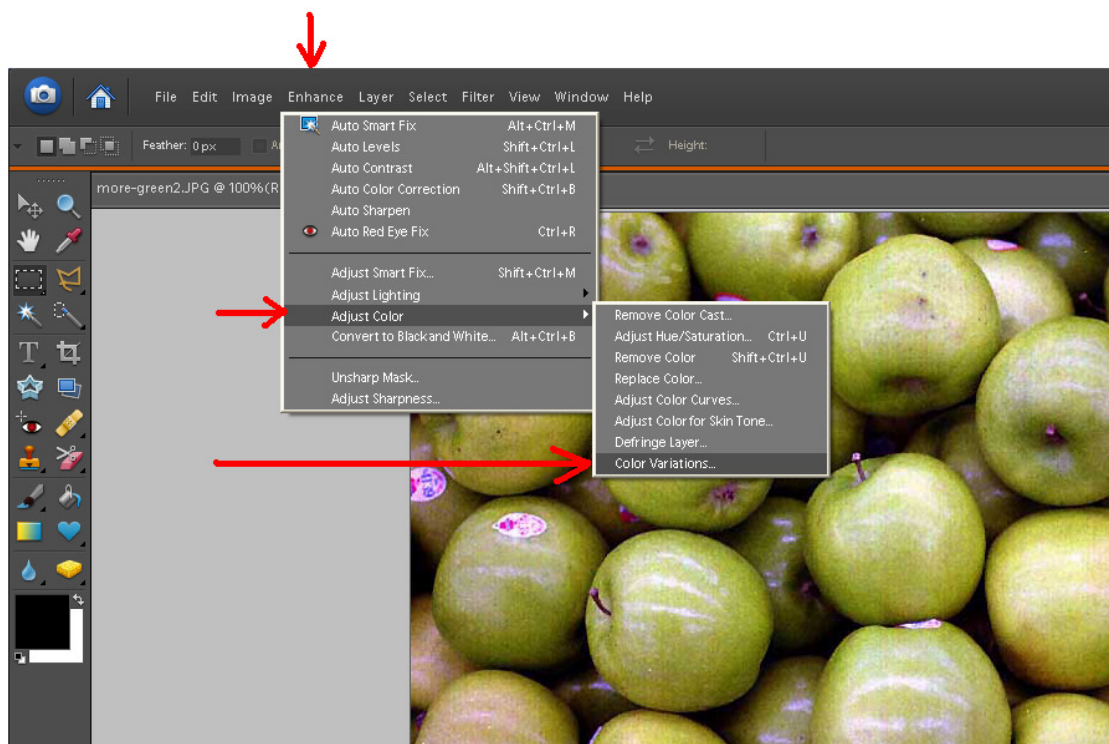 File Edit Image Enhance Layer Select Filter View Window Help
Feather: 0 px
Height:
more-green2.JPG @ 100%(R
Auto Smart Fix Alt+Ctrl+M
Auto Levels Shift+Ctrl+L
Auto Contrast Alt+Shift+Ctrl+L
Auto Color Correction Shift+Ctrl+B
Auto Sharpen
Auto Red Eye Fix Ctrl+R
Adjust Smart Fix... Shift+Ctrl+M
Adjust Lighting
Adjust Color
Convert to Black and White... Alt+Ctrl+B
Unsharp Mask...
Adjust Sharpness...
Remove Color Cast...
Adjust Hue/Saturation... Ctrl+U
Remove Color Shift+Ctrl+U
Replace Color...
Adjust Color Curves...
Adjust Color for Skin Tone...
Defringe Layer...
Color Variations...